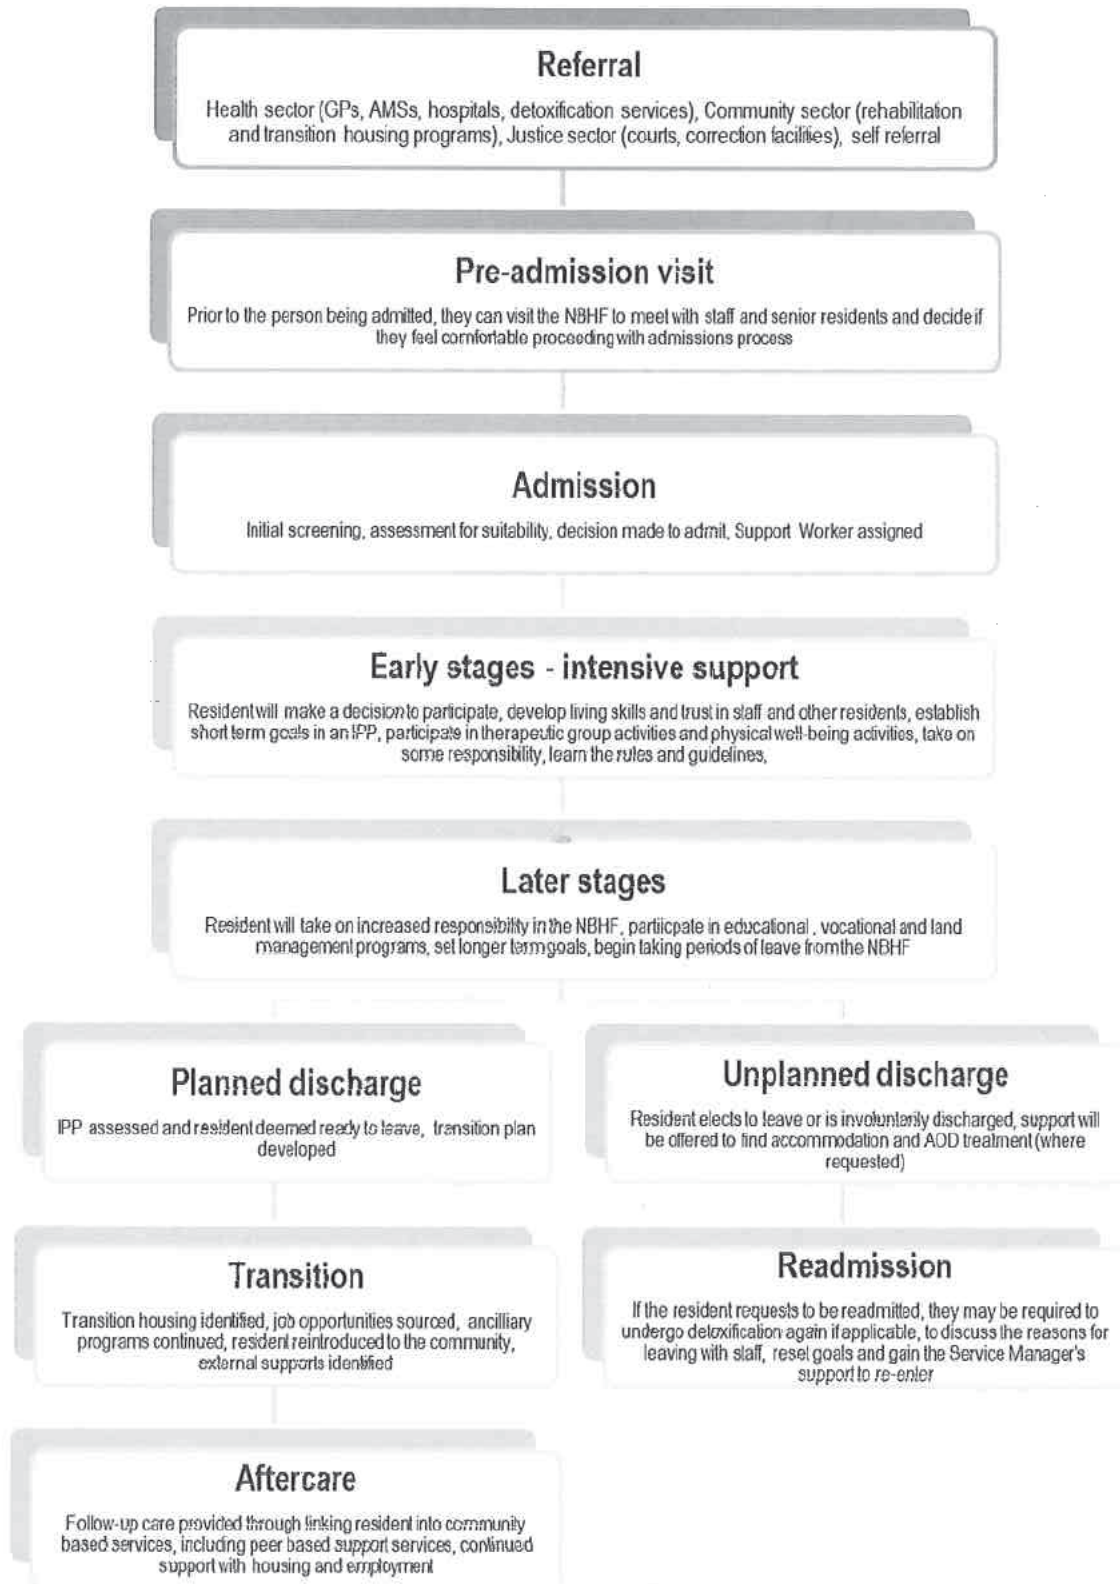 Referral
Health sector (GPs, AMSs, hospitals, detoxification services), Community sector (rehabilitation
and transition housing programs), Justice sector (courts, correction facilities), self referral
Pre-admission visit
Prior to the person being admitted, they can visit the NBHF to meet with staff and senior residents and decide if
they feel comfortable proceeding with admissions process
Admission
Initial screening, assessment for suitability, decision made to admit, Support Worker assigned
Early stages - intensive support
Resident will make a decision to participate, develop living skills and trust in staff and other residents, establish
short term goals in an IPP, participate in therapeutic group activities and physical well-being activities, take on
some responsibility, learn the rules and guidelines,
Later stages
Resident will take on increased responsibility in the NBHF, partiicpate in educational , vocational and land
management programs, set longer term goals, begin taking periods of leave from the NBHF
Planned discharge
IPP assessed and resident deemed ready to leave, transition plan
developed
Unplanned discharge
Resident elects to leave or is involuntarily discharged, support will
be offered to find accommodation and AOD treatment (where
requested)
Transition
Transition housing identified, job opportunities sourced, ancilliary
programs continued, resident reintroduced to the community,
external supports identified
Readmission
If the resident requests to be readmitted, they may be required to
undergo detoxification again if applicable, to discuss the reasons for
leaving with staff, reset goals and gain the Service Manager's
support to re-enter
Aftercare
Follow-up care provided through linking resident into community
based services, including peer based support services, continued
support with housing and employment